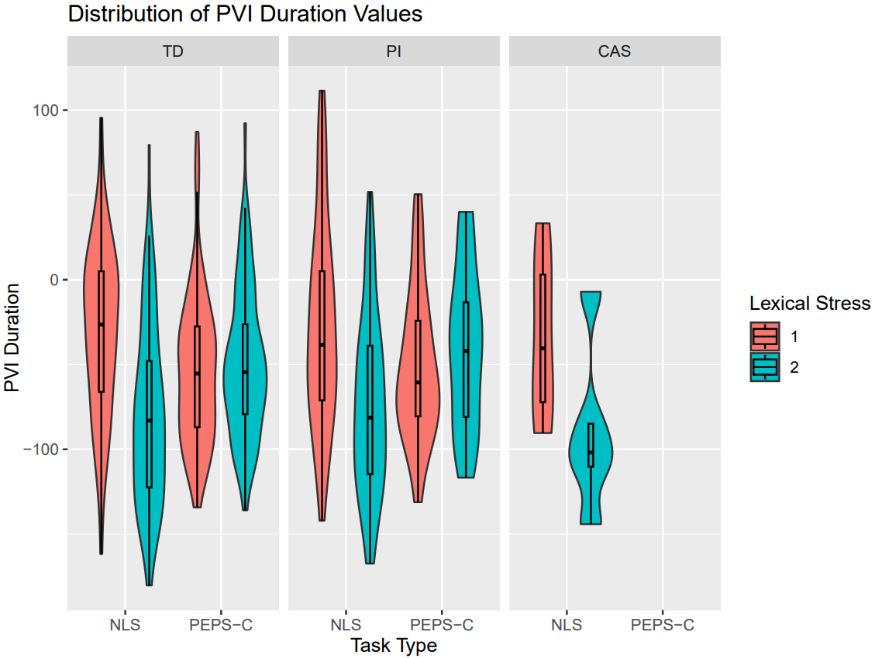 Distribution of PVI Duration Values
TD PI CAS
100
0
−100
PVI Duration
NLS PEPS−C NLS PEPS−C NLS PEPS−C
Task Type
Lexical Stress
1
2